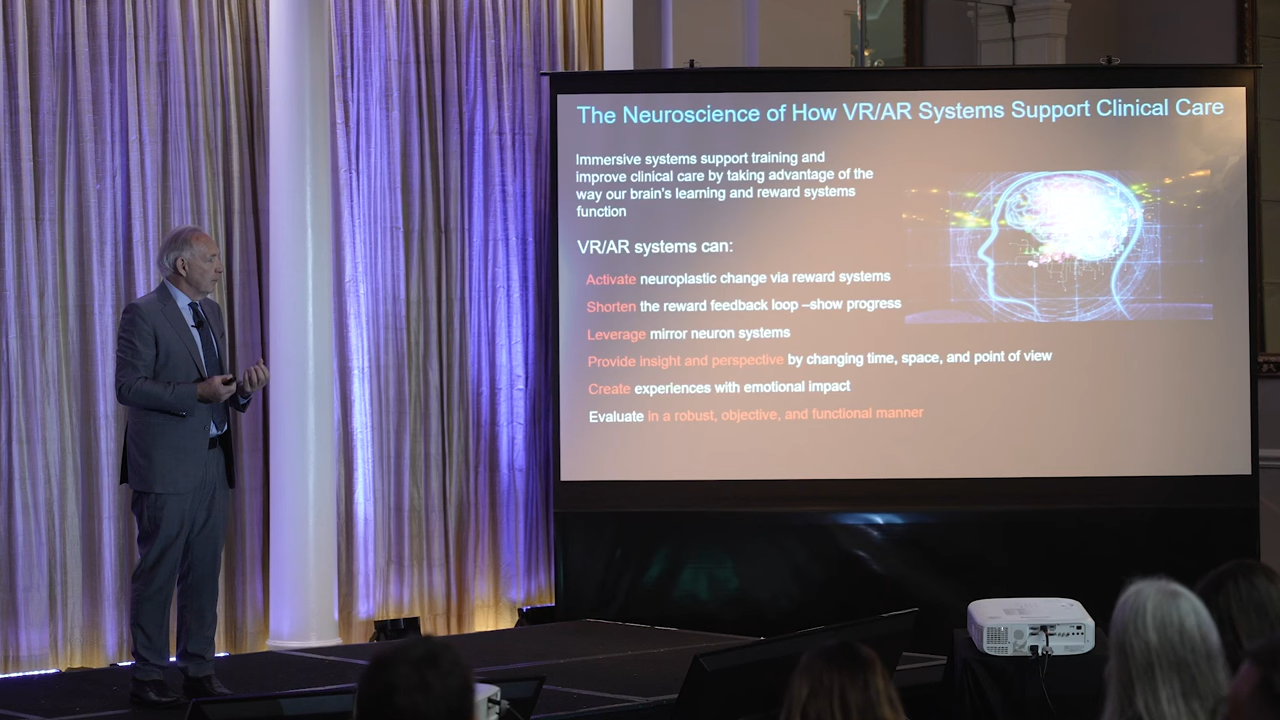 The Neuroscience of How VR/AR Systems Support Clinical Care
Immersive systems support training and
improve clinical care by taking advantage of the
way our brain's learning and reward systems
function
VR/AR systems can:
Activate neuroplastic change via reward systems
Shorten the reward feedback loop –show progress
Leverage mirror neuron systems
Provide insight and perspective by changing time, space, and point of view
Create experiences with emotional impact
Evaluate in a robust, objective, and functional manner